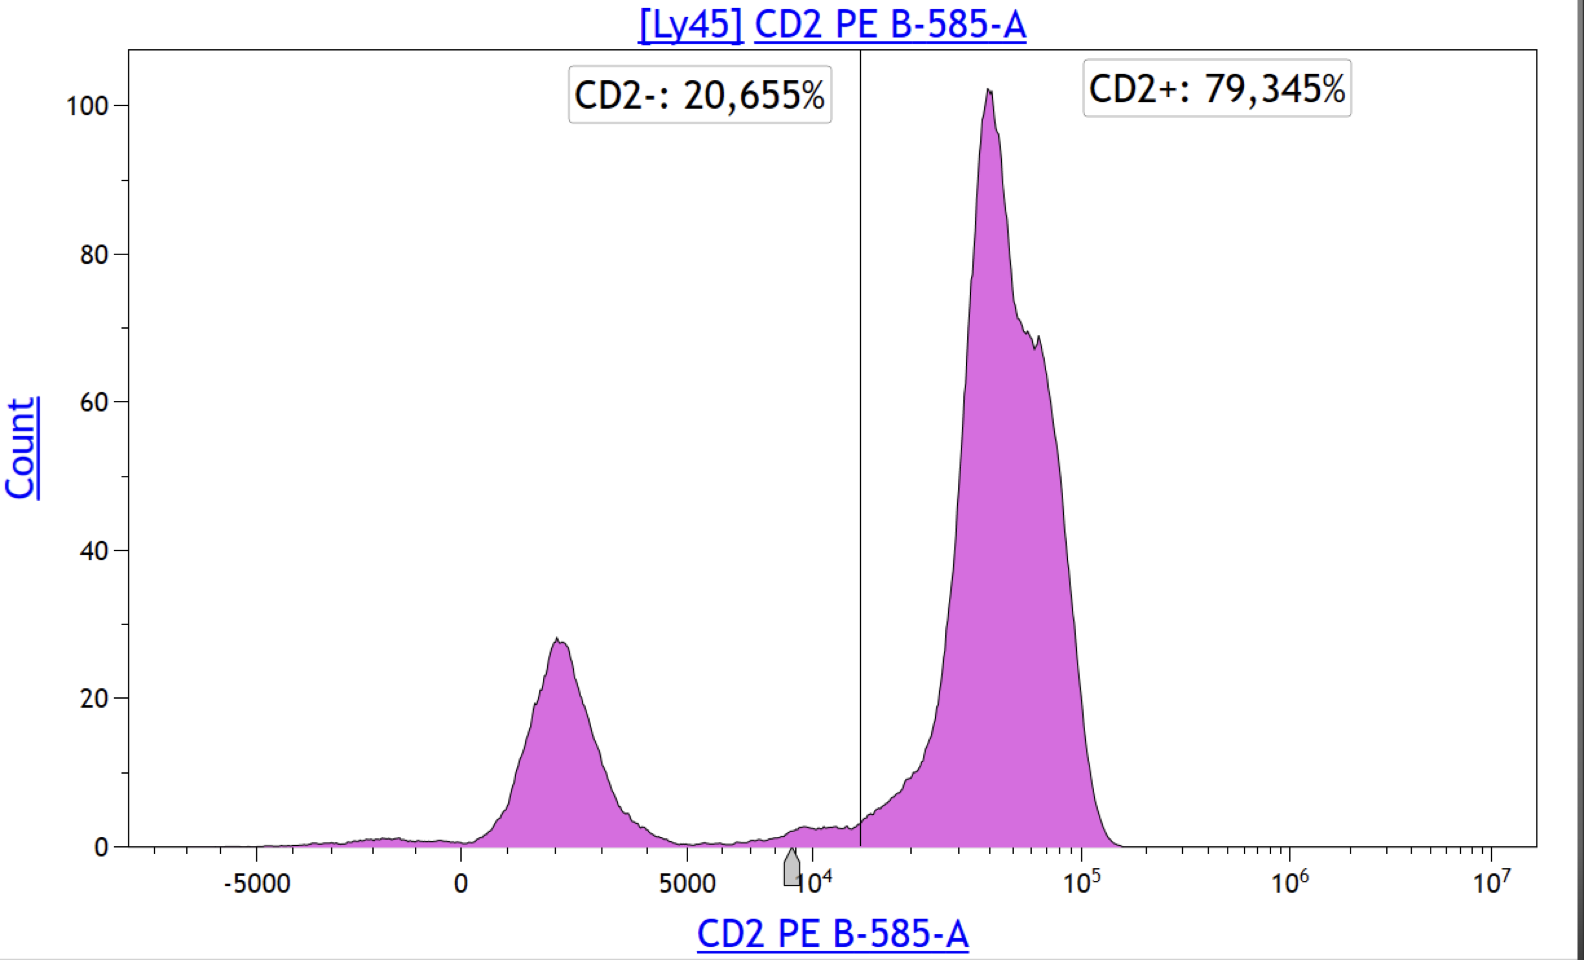 [Ly45] CD2 PE B-585-A
CD2-: 20,655%
CD2+: 79,345%
100
80
60
40
20
0
Count
-5000 0 5000 10⁴ 10⁵ 10⁶ 10⁷
CD2 PE B-585-A